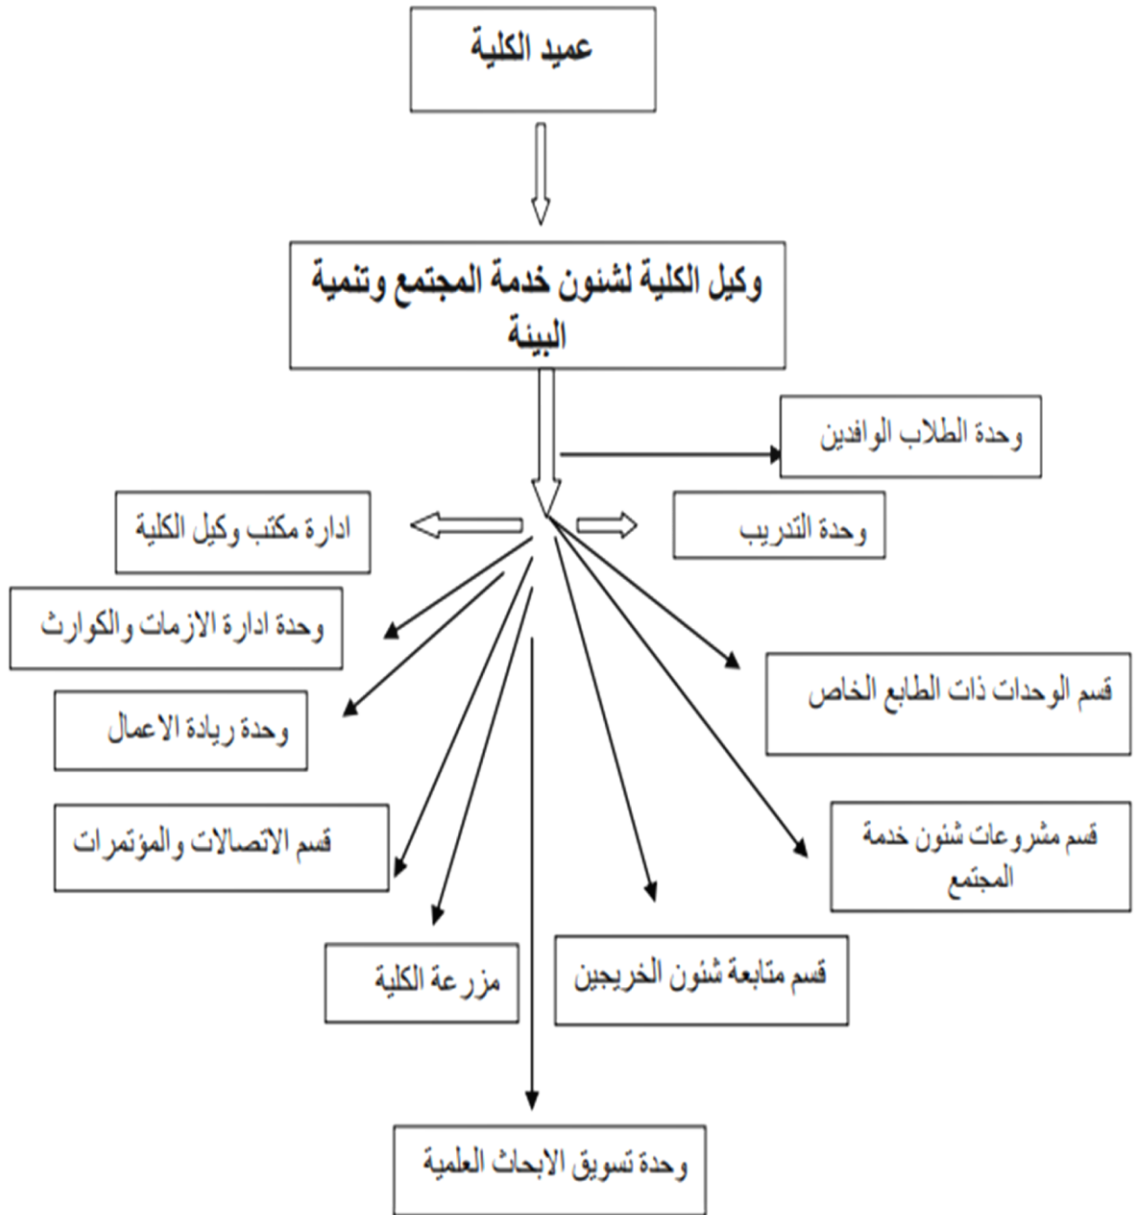 عميد الكلية
وكيل الكلية لشئون خدمة المجتمع وتنمية
البيئة
وحدة الطلاب الوافدين
وحدة التدريب
ادارة مكتب وكيل الكلية
وحدة ادارة الازمات والكوارث
قسم الوحدات ذات الطابع الخاص
وحدة ريادة الاعمال
قسم مشروعات شئون خدمة
المجتمع
قسم الاتصالات والمؤتمرات
قسم متابعة شئون الخريجين
مزرعة الكلية
وحدة تسويق الابحاث العلمية